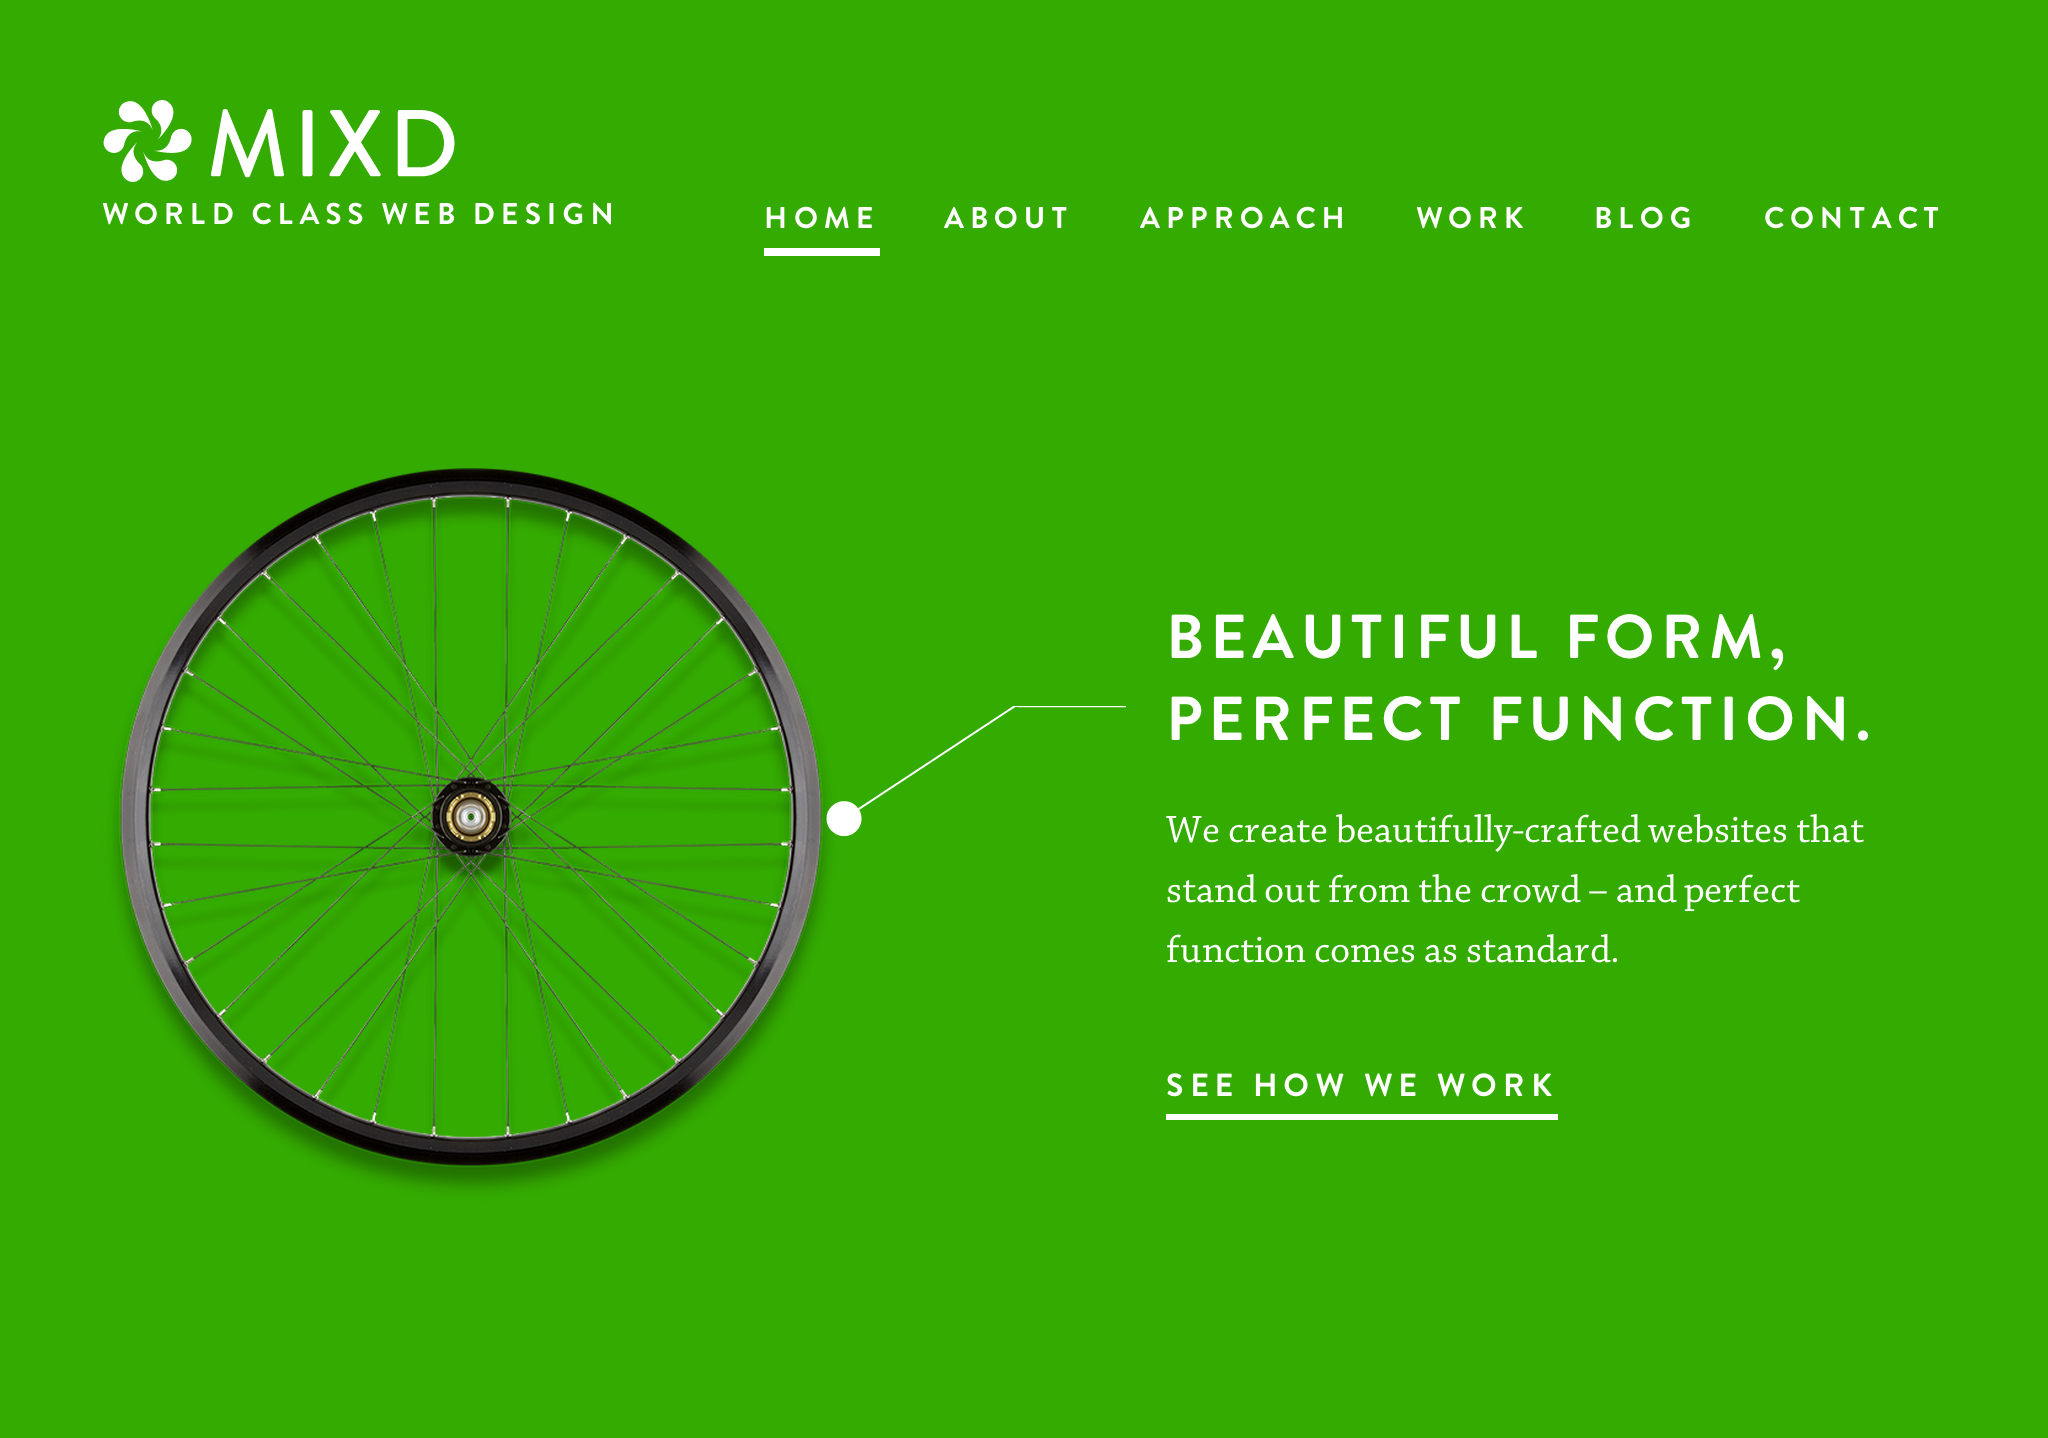 MIXD
WORLD CLASS WEB DESIGN
HOME ABOUT APPROACH WORK BLOG CONTACT
BEAUTIFUL FORM,
PERFECT FUNCTION.
We create beautifully-crafted websites that
stand out from the crowd – and perfect
function comes as standard.
SEE HOW WE WORK